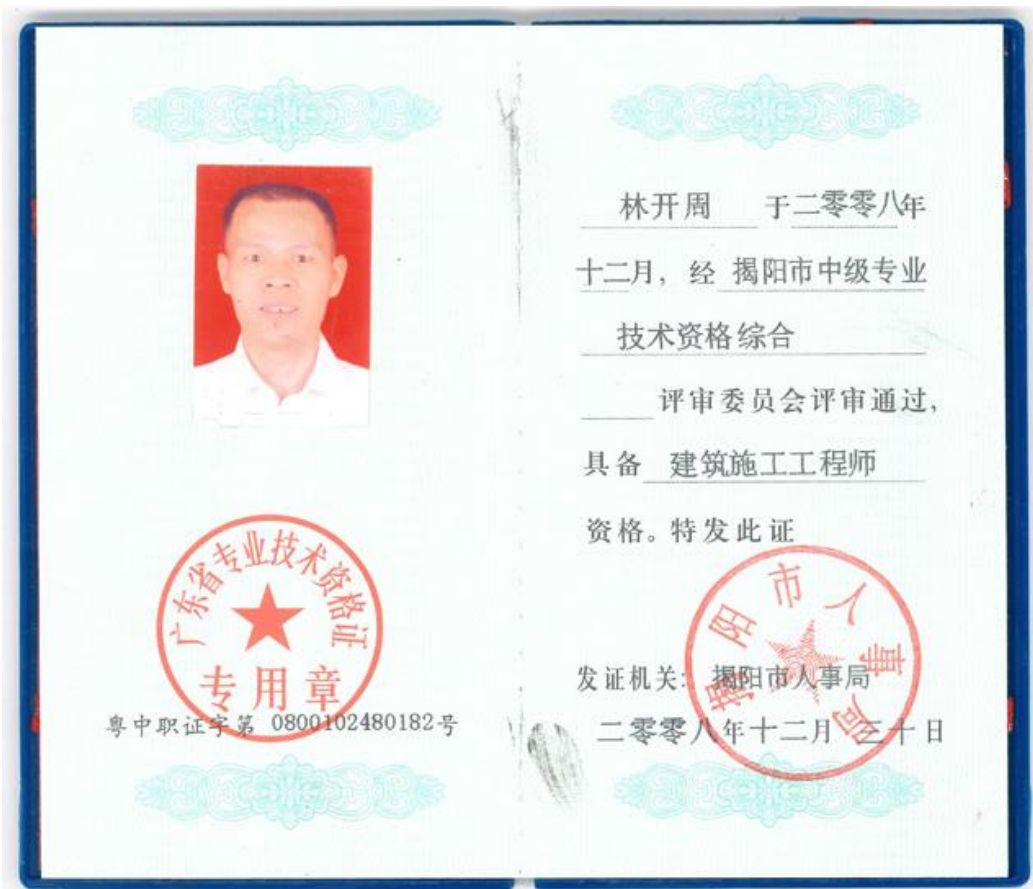 广东省专业技术资格证
专用章
粤中职证字第 0800102480182号
林开周 于二零零八年
十二月，经 揭阳市中级专业
技术资格综合
评审委员会评审通过，
具备 建筑施工工程师
资格。特发此证
揭阳市人事局
发证机关：揭阳市人事局
二零零八年十二月 三十日